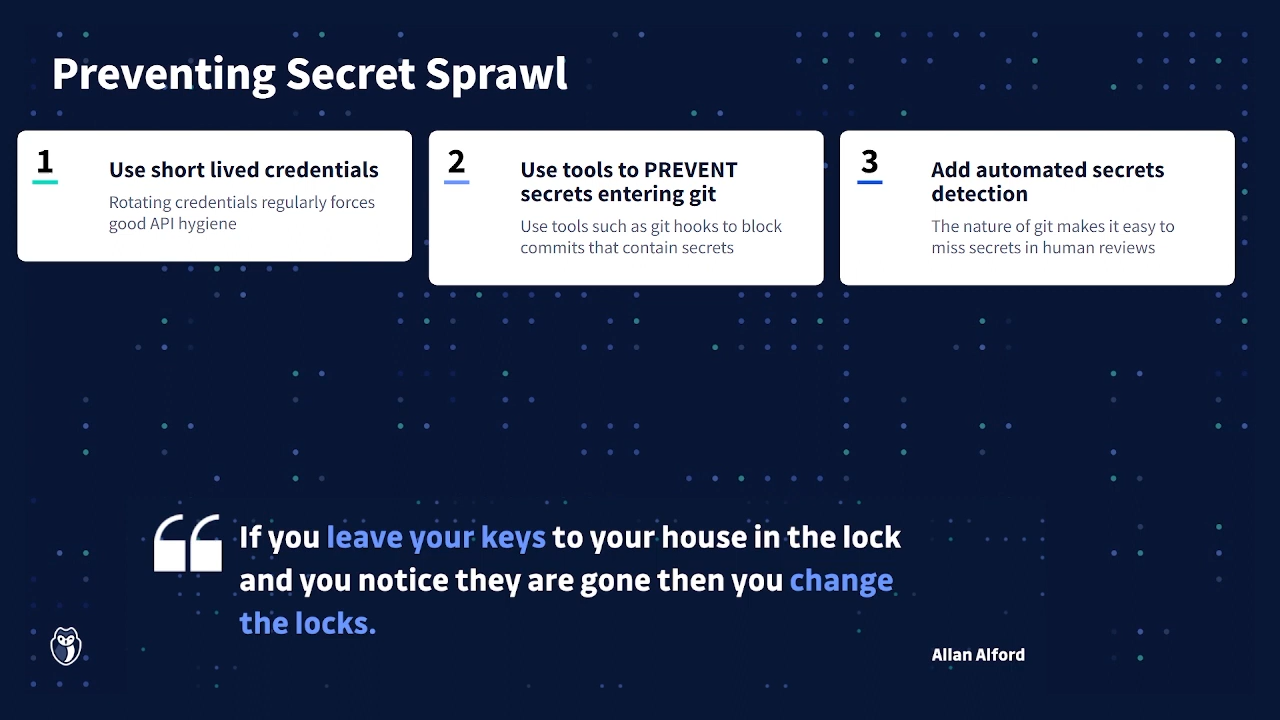 Preventing Secret Sprawl
1
Use short lived credentials
Rotating credentials regularly forces
good API hygiene
2
Use tools to PREVENT
secrets entering git
Use tools such as git hooks to block
commits that contain secrets
3
Add automated secrets
detection
The nature of git makes it easy to
miss secrets in human reviews
If you leave your keys to your house in the lock
and you notice they are gone then you change
the locks.
Allan Alford